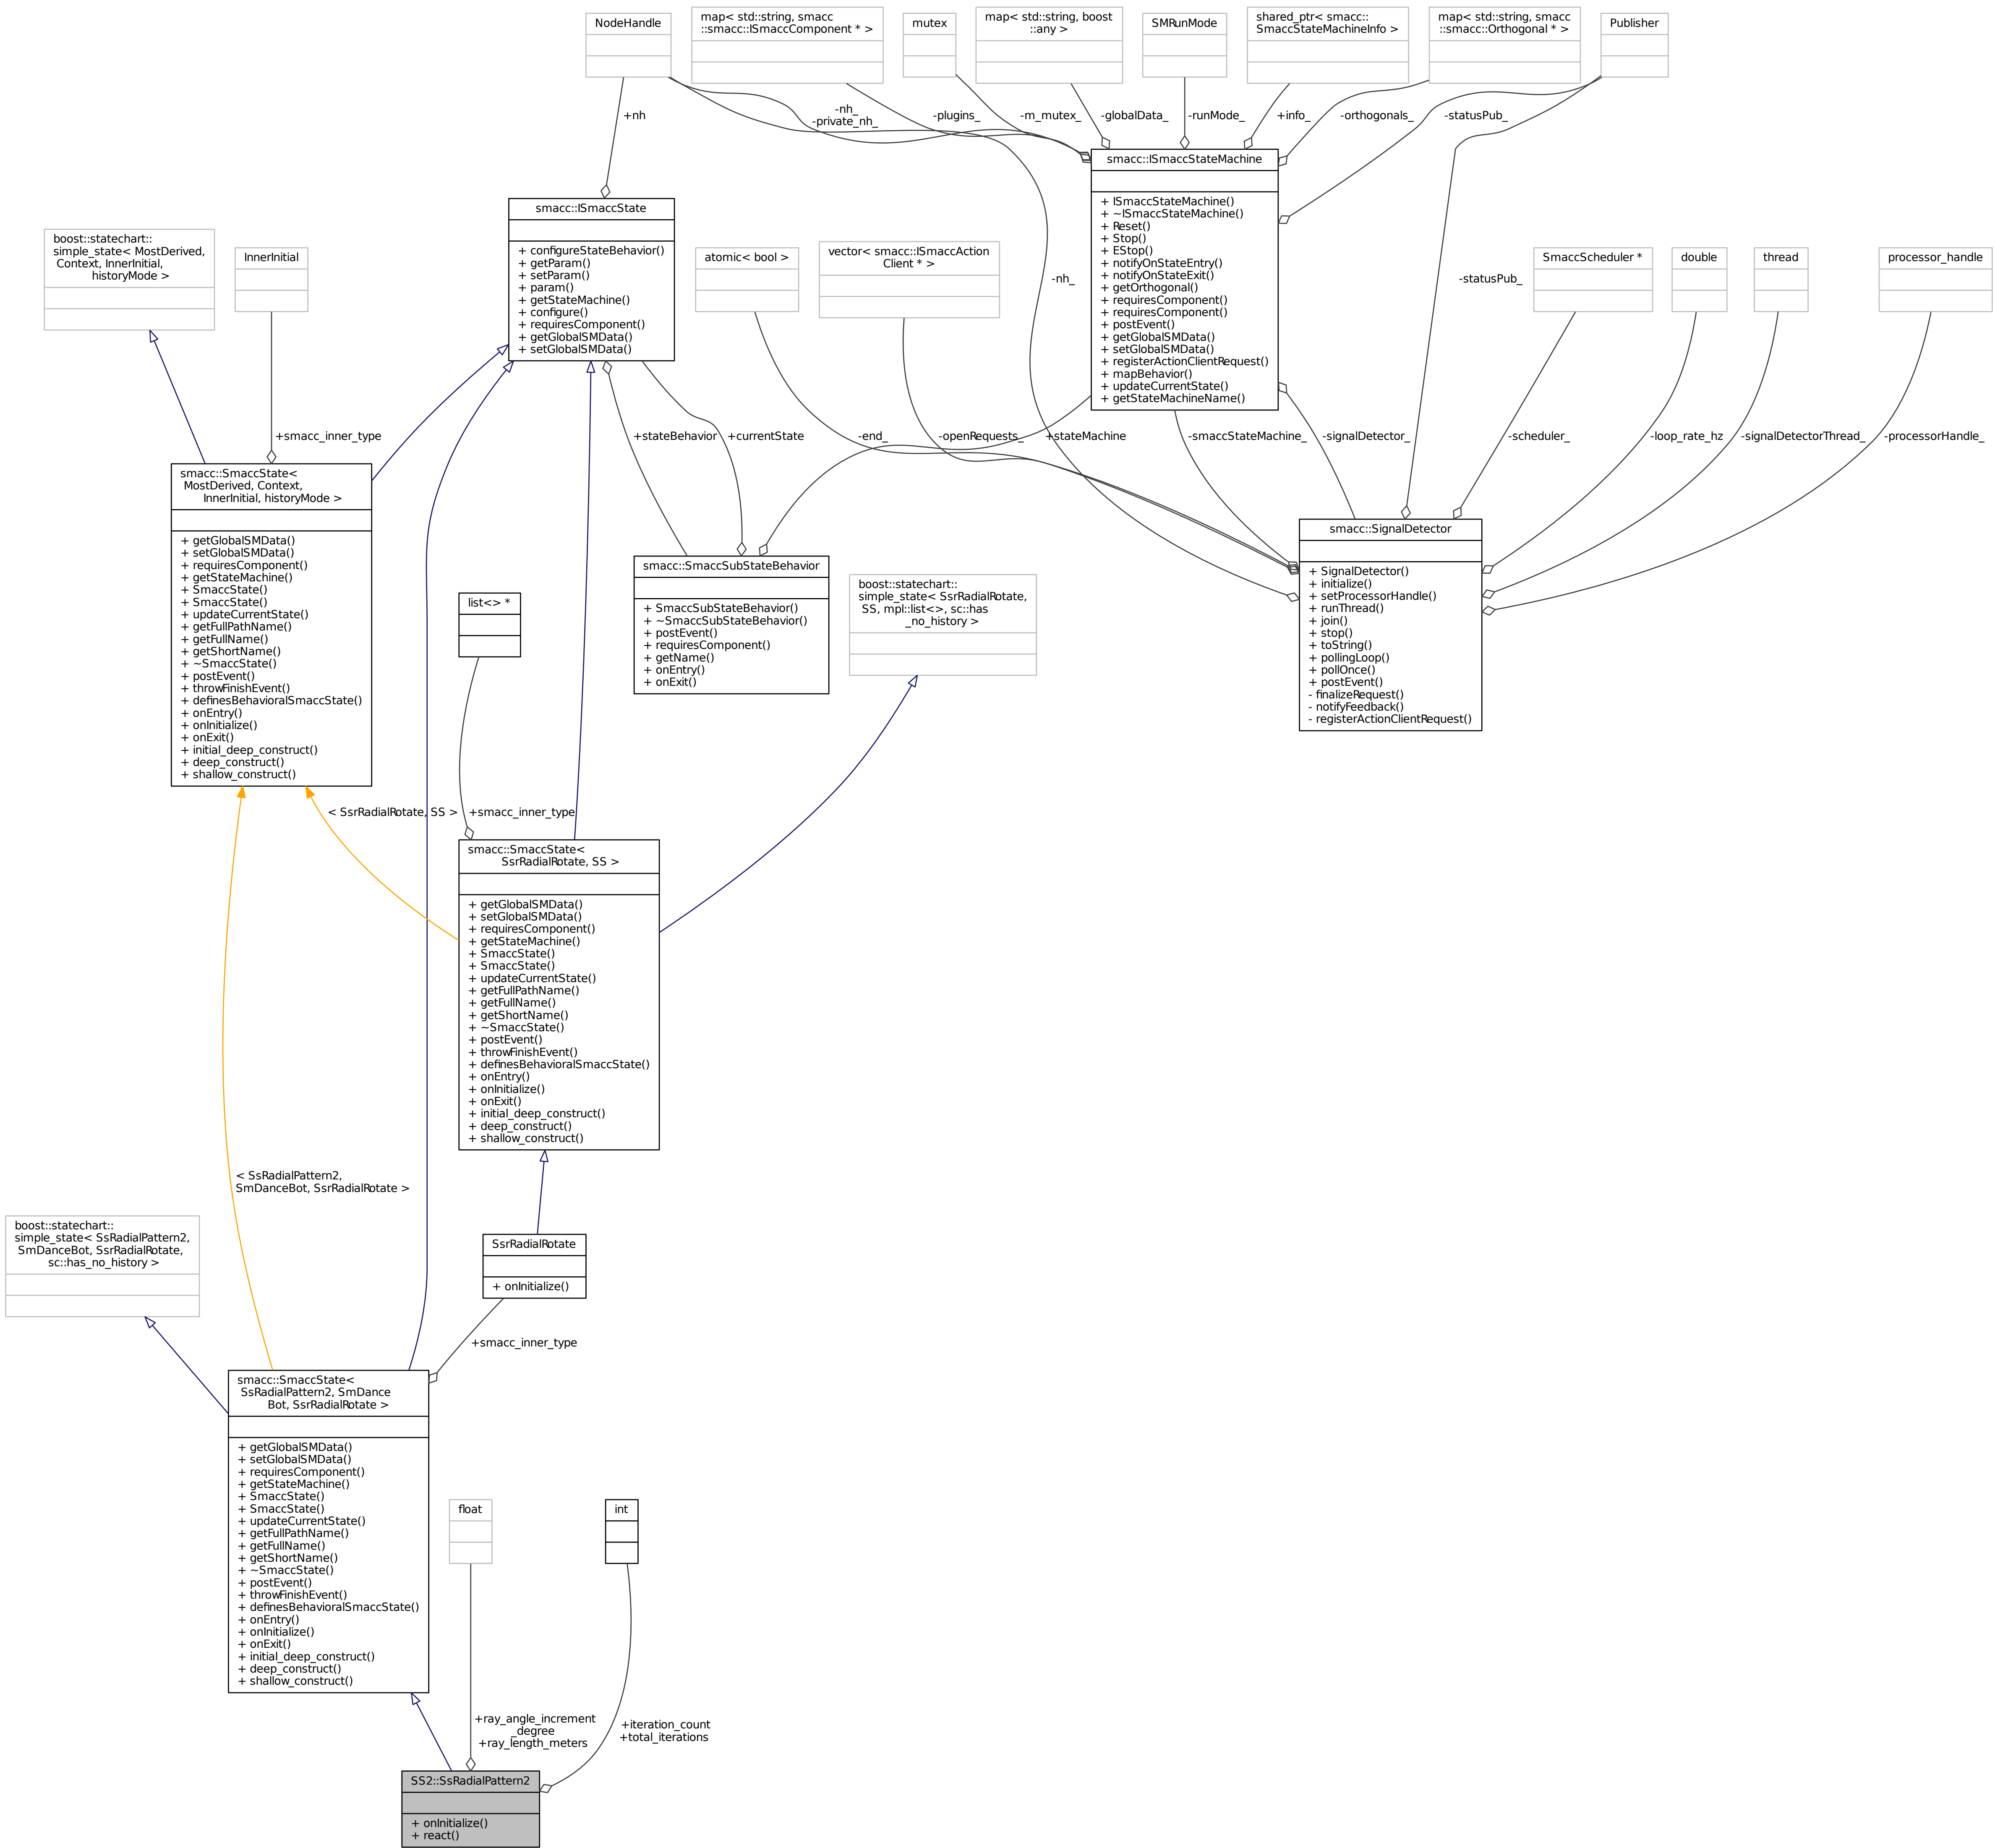 NodeHandle
map< std::string, smacc
::smacc::ISmaccComponent * >
mutex
map< std::string, boost
::any >
SMRunMode
shared_ptr< smacc::
SmaccStateMachineInfo >
map< std::string, smacc
::smacc::Orthogonal * >
Publisher
+nh
-nh_
-private_nh_
-plugins_
-m_mutex_
-globalData_
-runMode_
+info_
-orthogonals_
-statusPub_
smacc::ISmaccStateMachine
+ ISmaccStateMachine()
+ ~ISmaccStateMachine()
+ Reset()
+ Stop()
+ EStop()
+ notifyOnStateEntry()
+ notifyOnStateExit()
+ getOrthogonal()
+ requiresComponent()
+ requiresComponent()
+ postEvent()
+ getGlobalSMData()
+ setGlobalSMData()
+ registerActionClientRequest()
+ mapBehavior()
+ updateCurrentState()
+ getStateMachineName()
smacc::ISmaccState
+ configureStateBehavior()
+ getParam()
+ setParam()
+ param()
+ getStateMachine()
+ configure()
+ requiresComponent()
+ getGlobalSMData()
+ setGlobalSMData()
boost::statechart::
simple_state< MostDerived,
Context, InnerInitial,
historyMode >
InnerInitial
atomic< bool >
vector< smacc::ISmaccAction
Client * >
-nh_
-statusPub_
SmaccScheduler *
double
thread
processor_handle
+smacc_inner_type
+stateBehavior
+currentState
-end_
-openRequests_
+stateMachine
-smaccStateMachine_
-signalDetector_
-scheduler_
-loop_rate_hz
-signalDetectorThread_
-processorHandle_
smacc::SmaccState<
MostDerived, Context,
InnerInitial, historyMode >
+ getGlobalSMData()
+ setGlobalSMData()
+ requiresComponent()
+ getStateMachine()
+ SmaccState()
+ SmaccState()
+ updateCurrentState()
+ getFullPathName()
+ getFullName()
+ getShortName()
+ ~SmaccState()
+ postEvent()
+ throwFinishEvent()
+ definesBehavioralSmaccState()
+ onEntry()
+ onInitialize()
+ onExit()
+ initial_deep_construct()
+ deep_construct()
+ shallow_construct()
list<> *
smacc::SmaccSubStateBehavior
+ SmaccSubStateBehavior()
+ ~SmaccSubStateBehavior()
+ postEvent()
+ requiresComponent()
+ getName()
+ onEntry()
+ onExit()
boost::statechart::
simple_state< SsrRadialRotate,
SS, mpl::list<>, sc::has
_no_history >
smacc::SignalDetector
+ SignalDetector()
+ initialize()
+ setProcessorHandle()
+ runThread()
+ join()
+ stop()
+ toString()
+ pollingLoop()
+ pollOnce()
+ postEvent()
- finalizeRequest()
- notifyFeedback()
- registerActionClientRequest()
< SsrRadialRotate, SS >
+smacc_inner_type
smacc::SmaccState<
SsrRadialRotate, SS >
+ getGlobalSMData()
+ setGlobalSMData()
+ requiresComponent()
+ getStateMachine()
+ SmaccState()
+ SmaccState()
+ updateCurrentState()
+ getFullPathName()
+ getFullName()
+ getShortName()
+ ~SmaccState()
+ postEvent()
+ throwFinishEvent()
+ definesBehavioralSmaccState()
+ onEntry()
+ onInitialize()
+ onExit()
+ initial_deep_construct()
+ deep_construct()
+ shallow_construct()
< SsRadialPattern2,
SmDanceBot, SsrRadialRotate >
boost::statechart::
simple_state< SsRadialPattern2,
SmDanceBot, SsrRadialRotate,
sc::has_no_history >
SsrRadialRotate
+ onInitialize()
+smacc_inner_type
smacc::SmaccState<
SsRadialPattern2, SmDance
Bot, SsrRadialRotate >
+ getGlobalSMData()
+ setGlobalSMData()
+ requiresComponent()
+ getStateMachine()
+ SmaccState()
+ SmaccState()
+ updateCurrentState()
+ getFullPathName()
+ getFullName()
+ getShortName()
+ ~SmaccState()
+ postEvent()
+ throwFinishEvent()
+ definesBehavioralSmaccState()
+ onEntry()
+ onInitialize()
+ onExit()
+ initial_deep_construct()
+ deep_construct()
+ shallow_construct()
float
int
+ray_angle_increment
_degree
+ray_length_meters
+iteration_count
+total_iterations
SS2::SsRadialPattern2
+ onInitialize()
+ react()